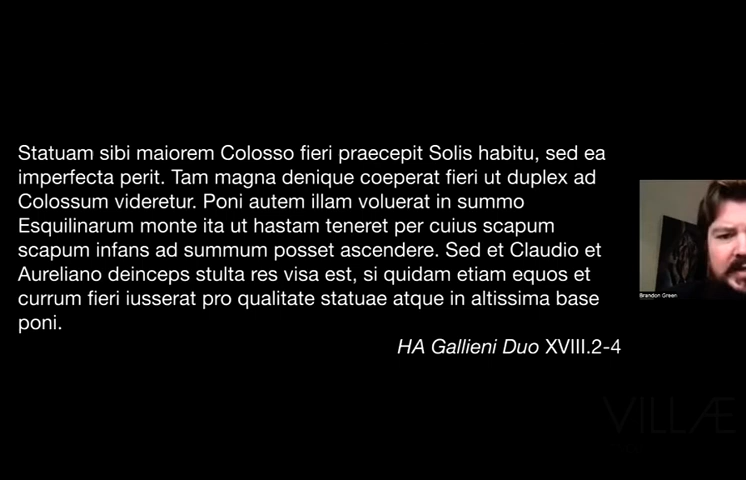 Statuam sibi maiorem Colosso fieri praecepit Solis habitu, sed ea
imperfecta perit. Tam magna denique coeperat fieri ut duplex ad
Colossum videretur. Poni autem illam voluerat in summo
Esquilinarum monte ita ut hastam teneret per cuius scapum
scapum infans ad summum posset ascendere. Sed et Claudio et
Aureliano deinceps stulta res visa est, si quidam etiam equos et
currum fieri iusserat pro qualitate statuae atque in altissima base
poni.
HA Gallieni Duo XVIII.2-4
Brandon Green
VILLÆ